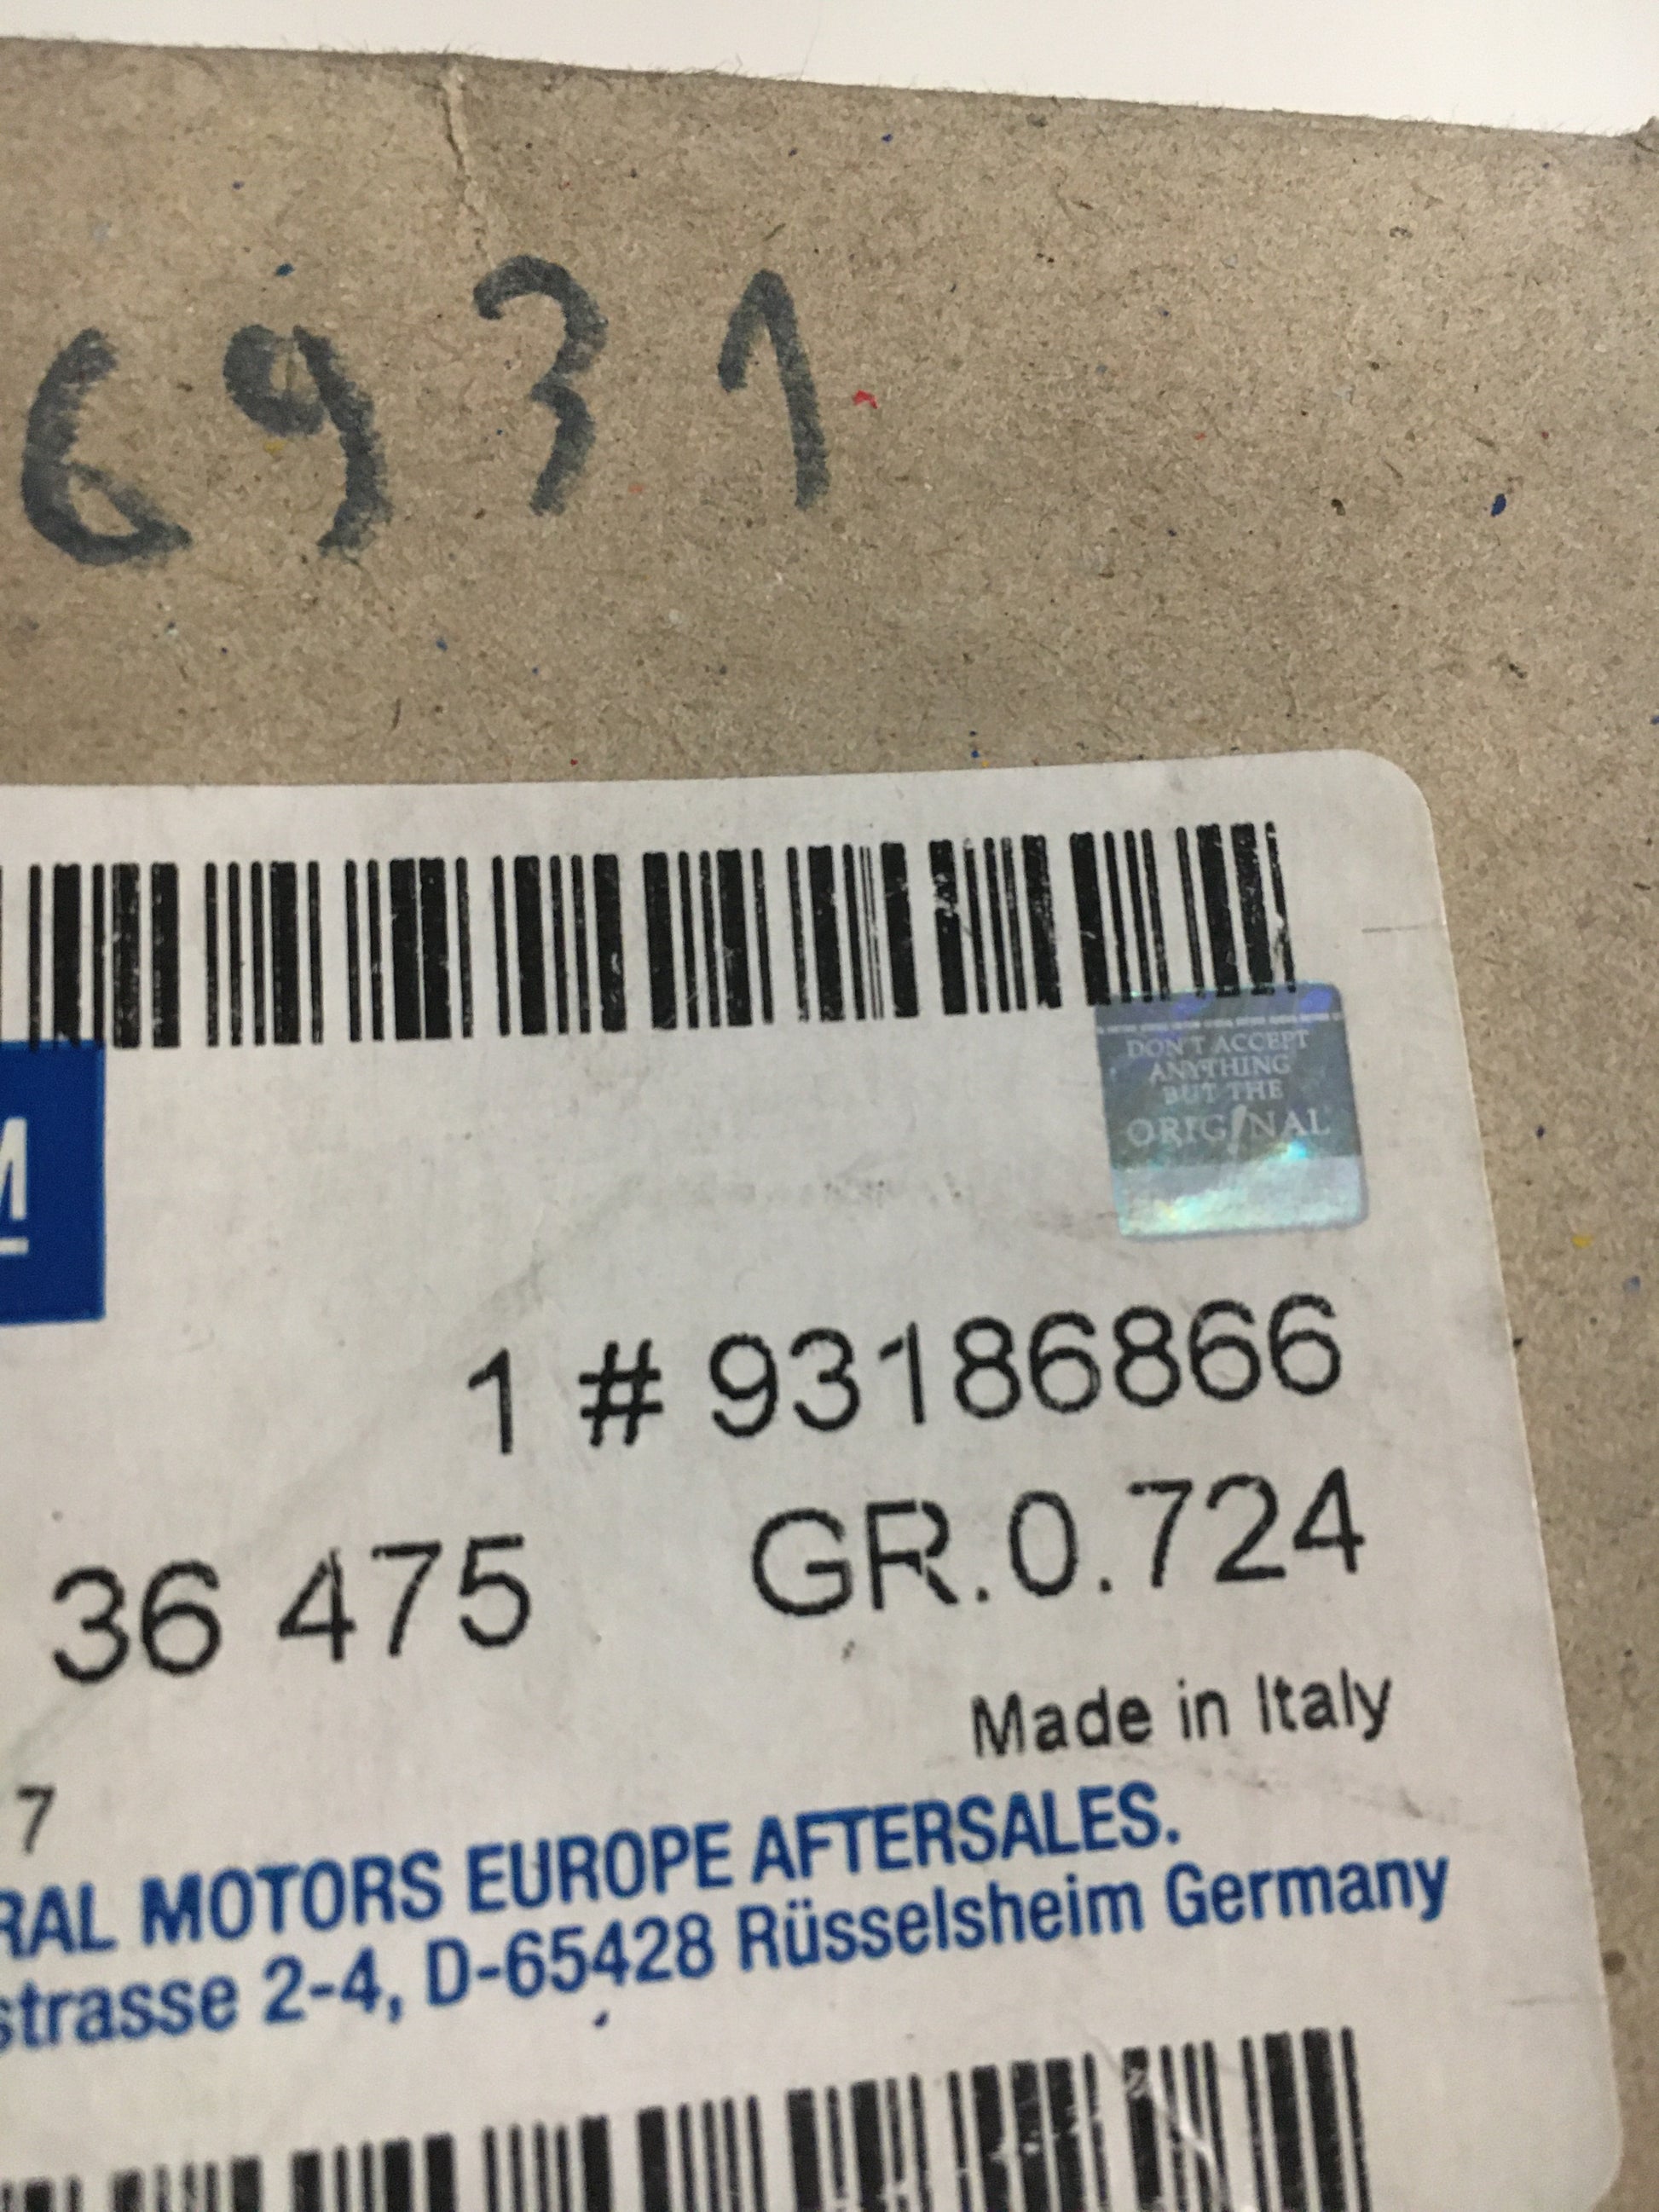 6931
DON'T ACCEPT
ANYTHING
BUT THE
ORIGINAL
M
1 # 93186866
36 475 GR.0.724
Made in Italy
7
RAL MOTORS EUROPE AFTERSALES.
strasse 2-4, D-65428 Rüsselsheim Germany